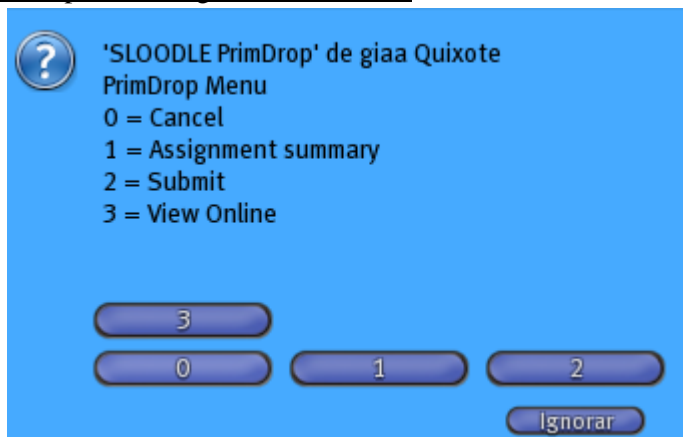 ?
'SLOODLE PrimDrop' de giaa Quixote
PrimDrop Menu
0 = Cancel
1 = Assignment summary
2 = Submit
3 = View Online
3
0 1 2
Ignorar